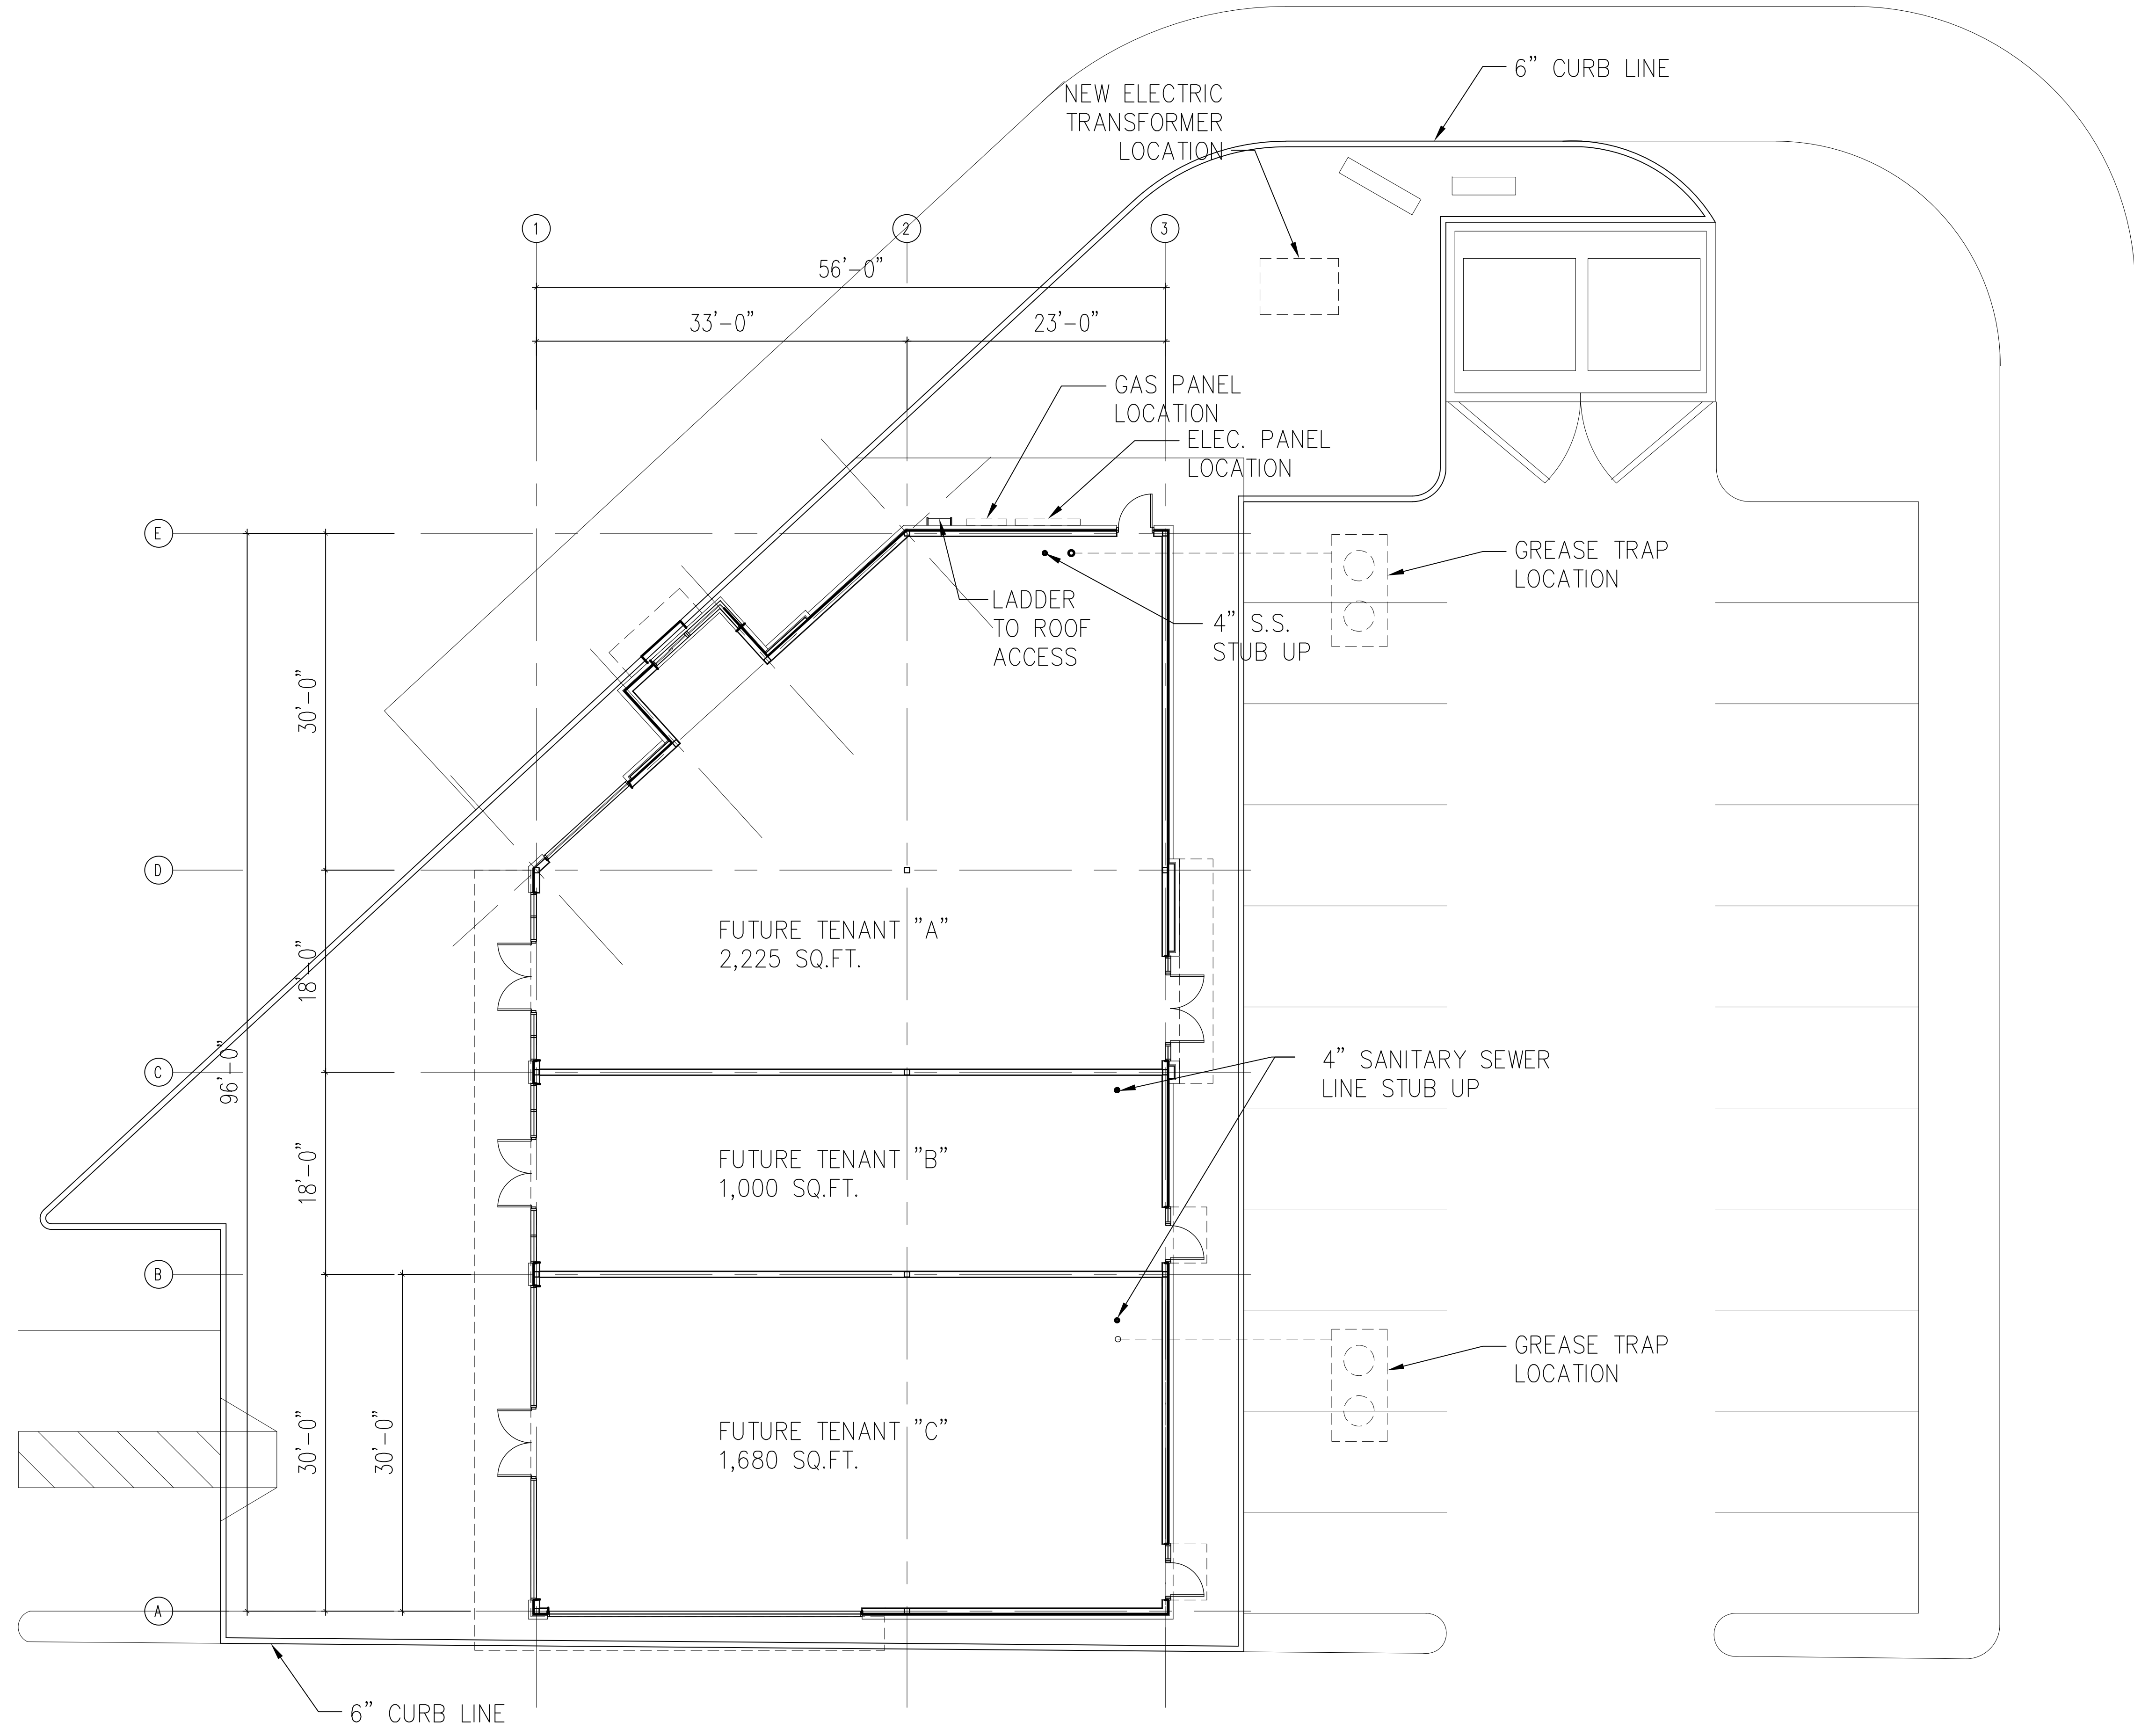 6" CURB LINE
NEW ELECTRIC
TRANSFORMER
LOCATION
1
2
3
56'-0"
33'-0"
23'-0"
GAS PANEL
LOCATION
ELEC. PANEL
LOCATION
E
GREASE TRAP
LOCATION
LADDER
TO ROOF
ACCESS
4" S.S.
STUB UP
30'-0"
D
FUTURE TENANT "A"
2,225 SQ.FT.
18'-0"
96'-0"
C
4" SANITARY SEWER
LINE STUB UP
18'-0"
FUTURE TENANT "B"
1,000 SQ.FT.
B
GREASE TRAP
LOCATION
30'-0"
30'-0"
FUTURE TENANT "C"
1,680 SQ.FT.
A
6" CURB LINE